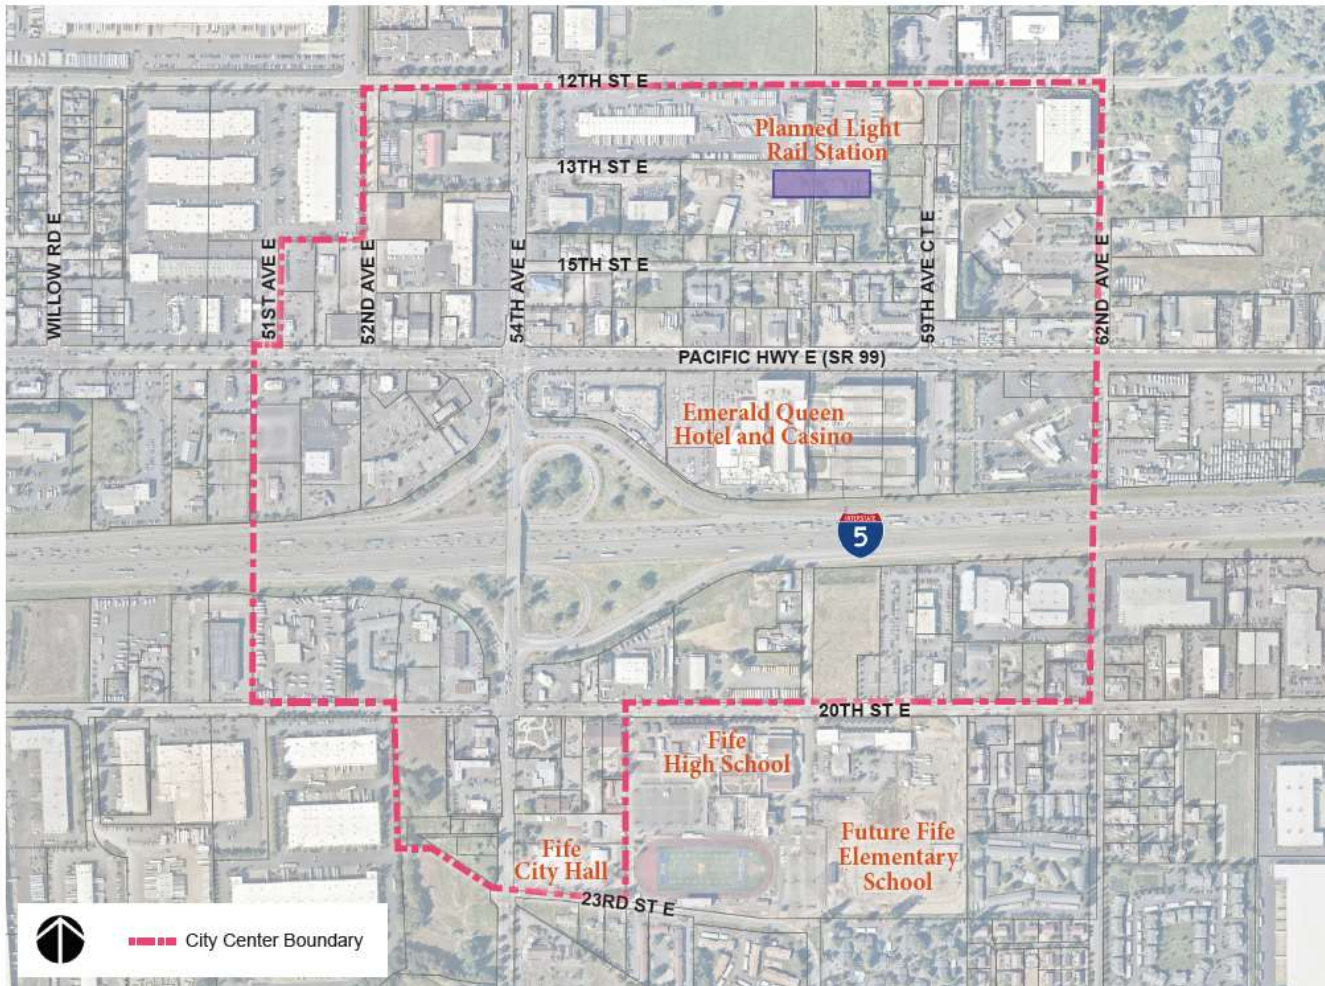 12TH ST E
Planned Light
Rail Station
13TH ST E
WILLOW RD E
51ST AVE E
52ND AVE E
54TH AVE E
15TH ST E
59TH AVE CT E
62ND AVE E
PACIFIC HWY E (SR 99)
Emerald Queen
Hotel and Casino
INTERSTATE
5
20TH ST E
Fife
High School
Future Fife
Elementary
School
Fife
City Hall
23RD ST E
City Center Boundary